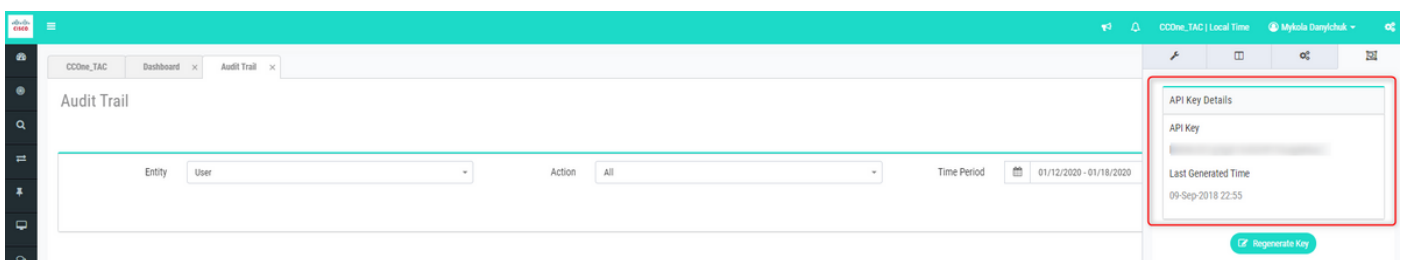 CISCO
CCOne_TAC | Local Time Mykola Danylchuk
CCOne_TAC Dashboard × Audit Trail ×
Audit Trail
Entity User Action All Time Period 01/12/2020 - 01/18/2020
API Key Details
API Key
Last Generated Time
09-Sep-2018 22:55
Regenerate Key